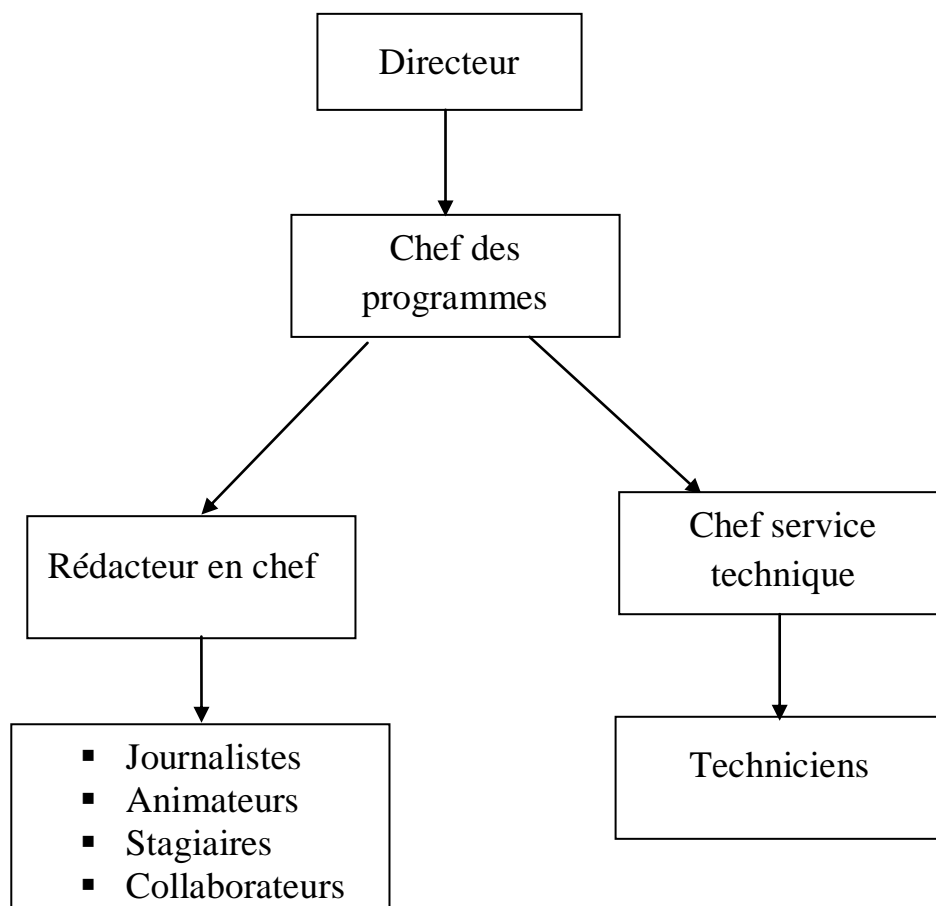 Directeur
Chef des
programmes
Rédacteur en chef
Chef service
technique
▪ Journalistes
▪ Animateurs
▪ Stagiaires
▪ Collaborateurs
Techniciens